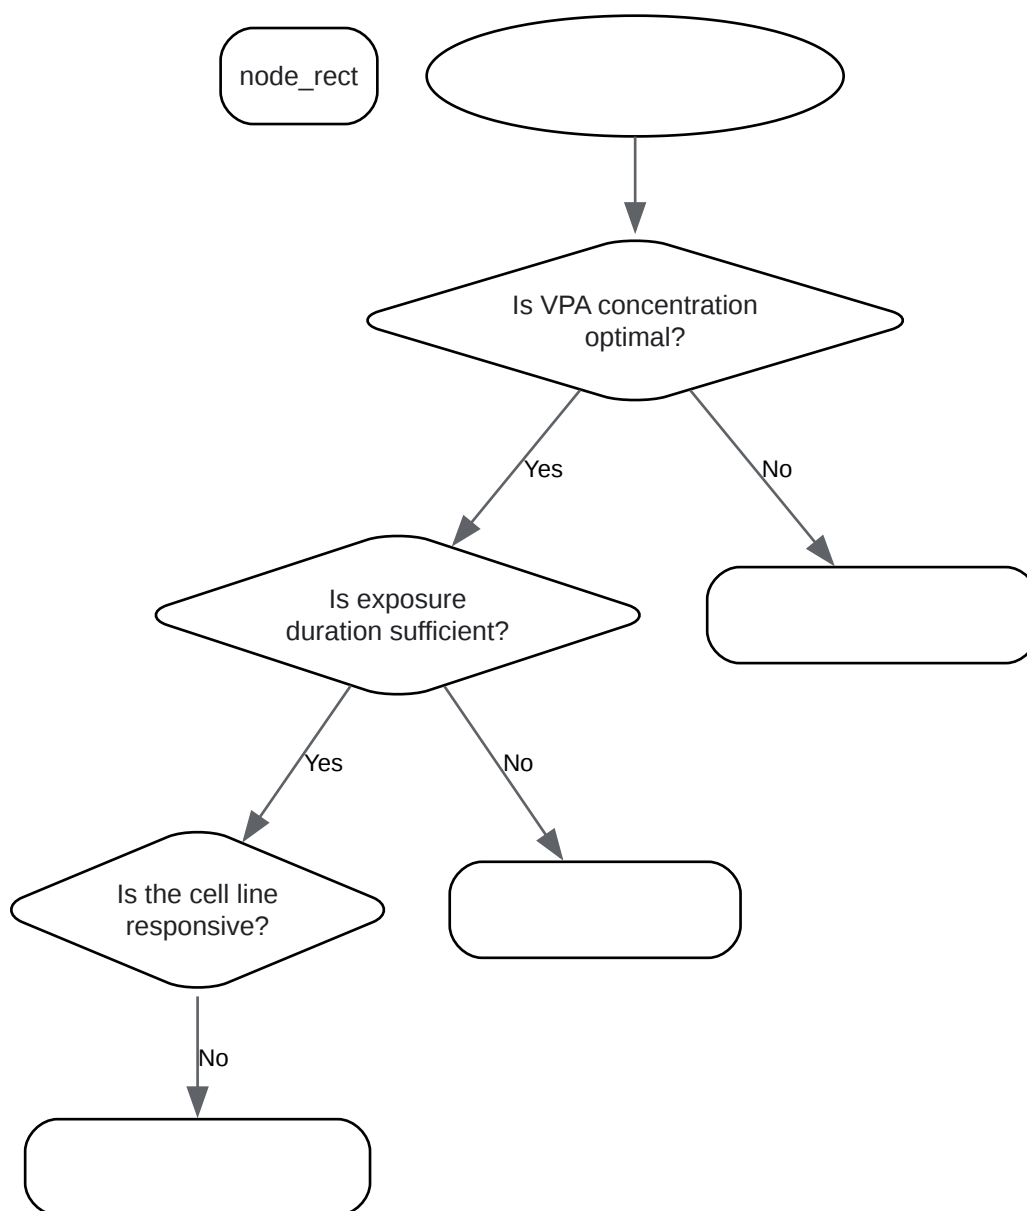 node_rect
Is VPA concentration
optimal?
Yes
No
Is exposure
duration sufficient?
Yes
No
Is the cell line
responsive?
No